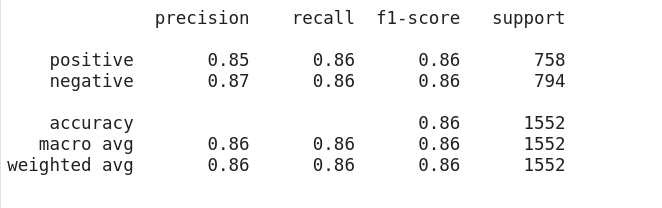 precision recall f1-score support
positive 0.85 0.86 0.86 758
negative 0.87 0.86 0.86 794
accuracy 0.86 1552
macro avg 0.86 0.86 0.86 1552
weighted avg 0.86 0.86 0.86 1552